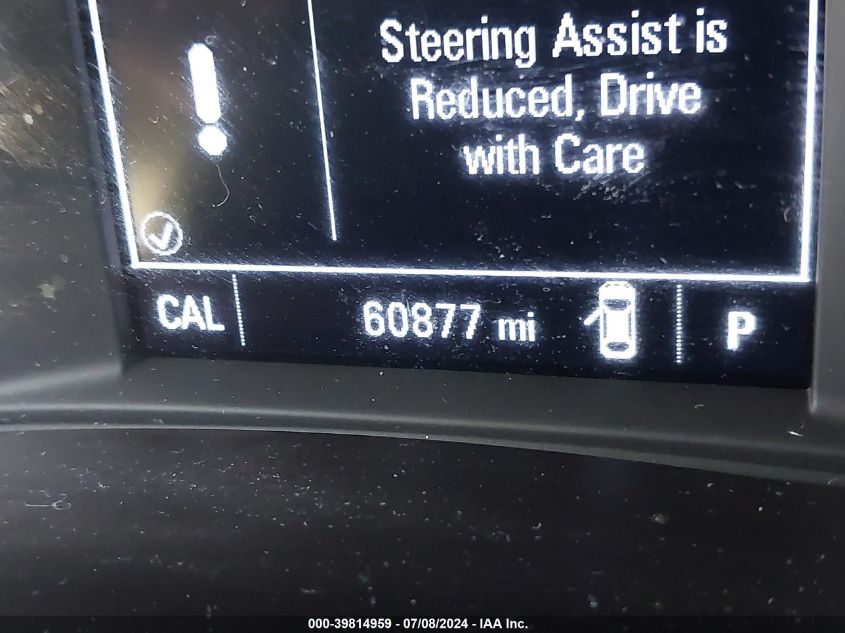 Steering Assist is
Reduced, Drive
with Care
CAL 60877 mi P
000-39814959 - 07/08/2024 - IAA Inc.